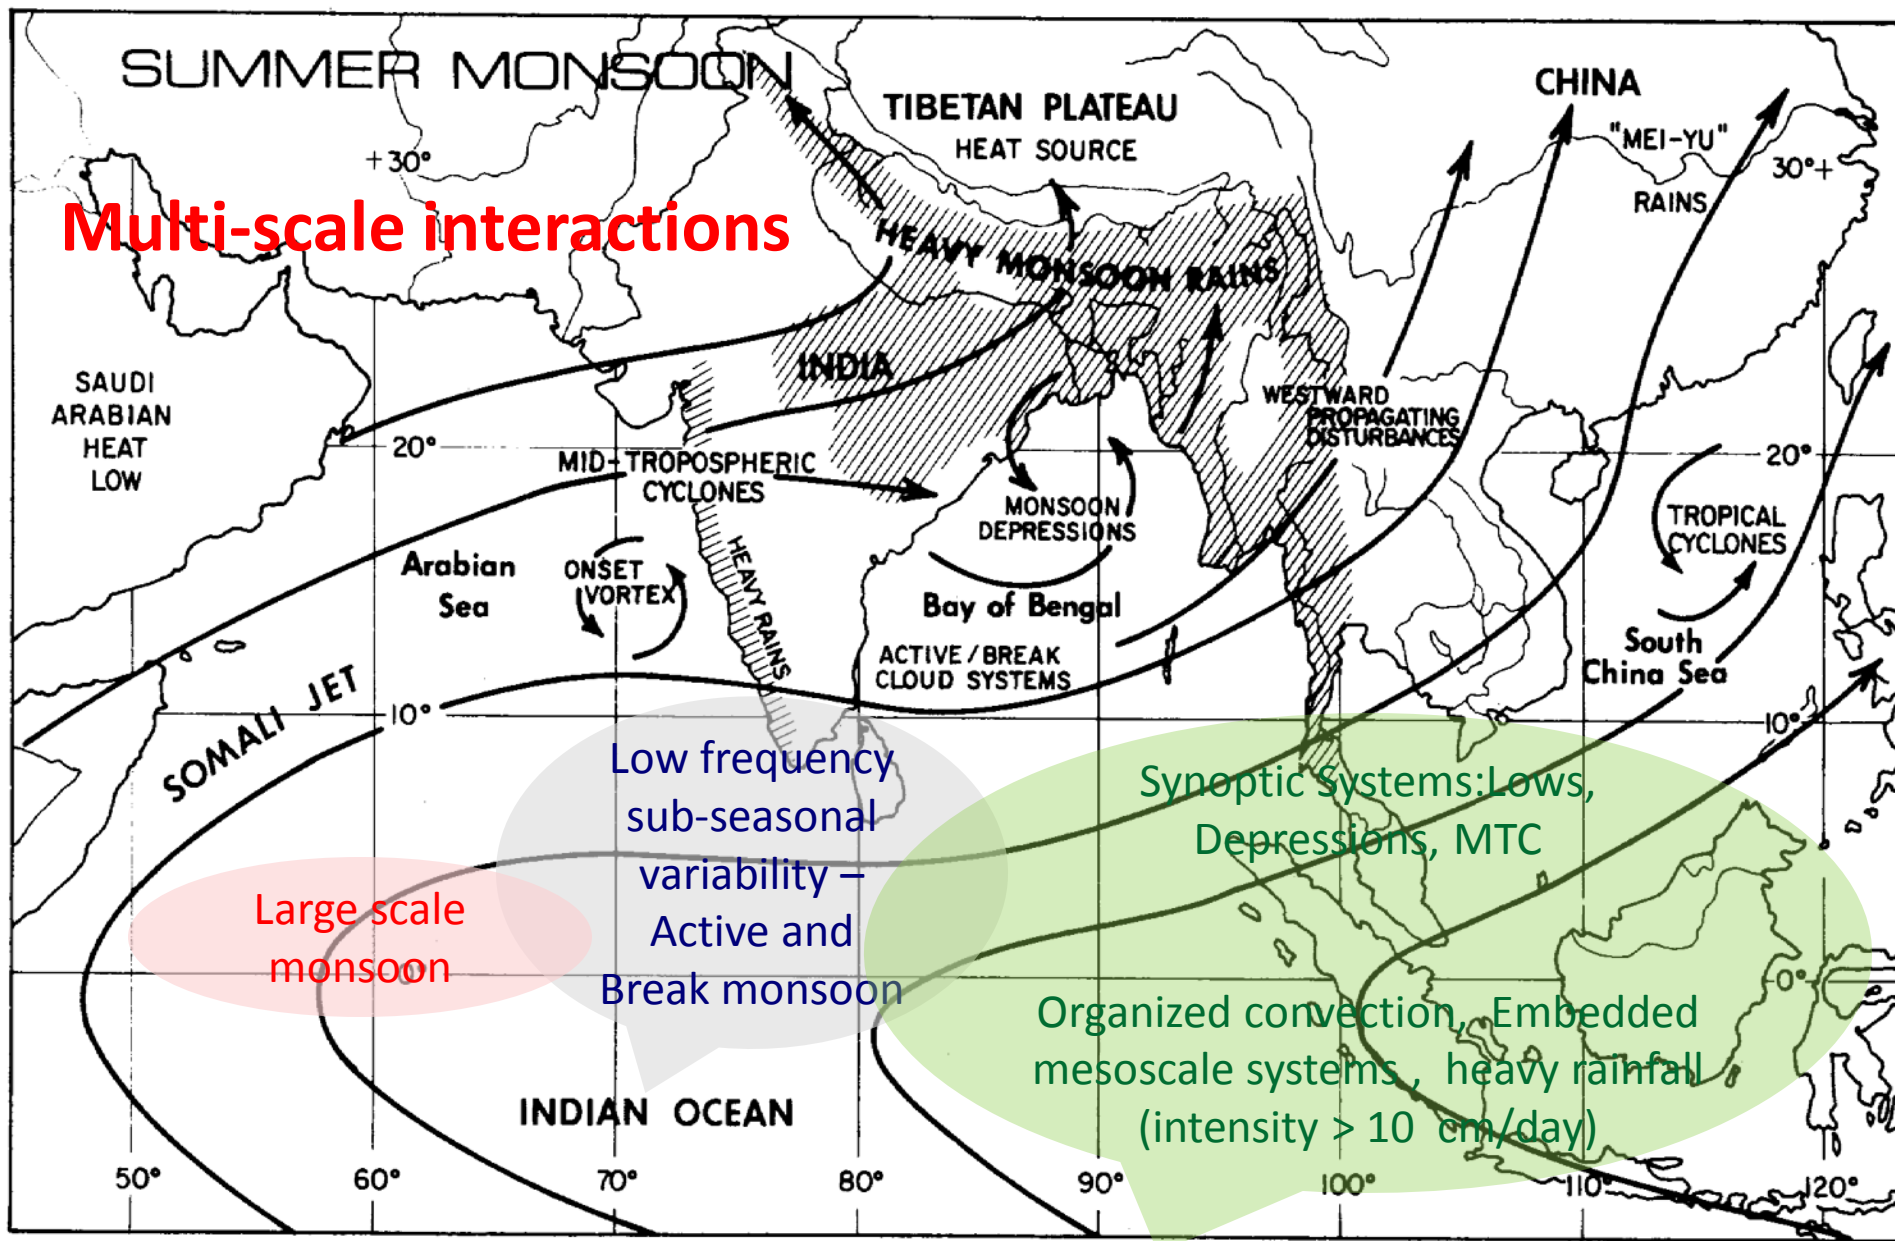 SUMMER MONSOON
Multi-scale interactions
TIBETAN PLATEAU
HEAT SOURCE
CHINA
"MEI-YU"
RAINS
+30°
30°+
HEAVY MONSOON RAINS
INDIA
SAUDI
ARABIAN
HEAT
LOW
20°
20°
MID-TROPOSPHERIC
CYCLONES
WESTWARD
PROPAGATING
DISTURBANCES
MONSOON
DEPRESSIONS
TROPICAL
CYCLONES
Arabian
Sea
ONSET
VORTEX
HEAVY RAINS
Bay of Bengal
ACTIVE/BREAK
CLOUD SYSTEMS
South
China Sea
SOMALI JET
10°
10°
Low frequency
sub-seasonal
variability –
Active and
Break monsoon
Large scale
monsoon
0°
0°
Synoptic Systems:Lows,
Depressions, MTC
Organized convection, Embedded
mesoscale systems , heavy rainfall
(intensity > 10 cm/day)
INDIAN OCEAN
50°
60°
70°
80°
90°
100°
110°
120°